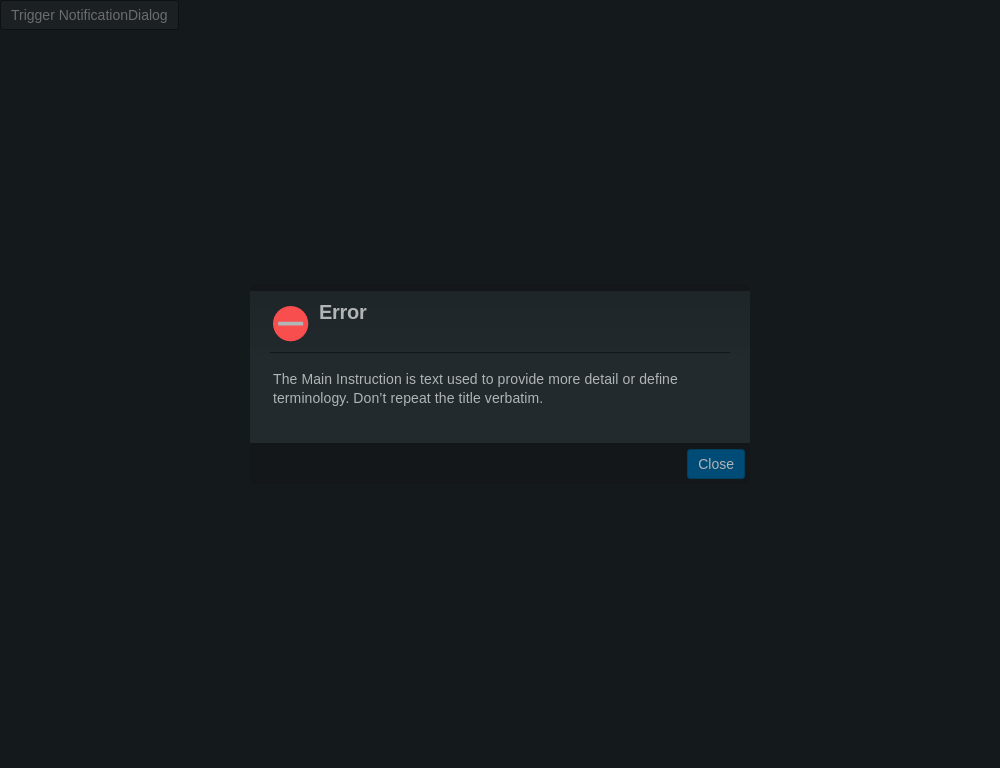 Trigger NotificationDialog
Error
The Main Instruction is text used to provide more detail or define
terminology. Don’t repeat the title verbatim.
Close